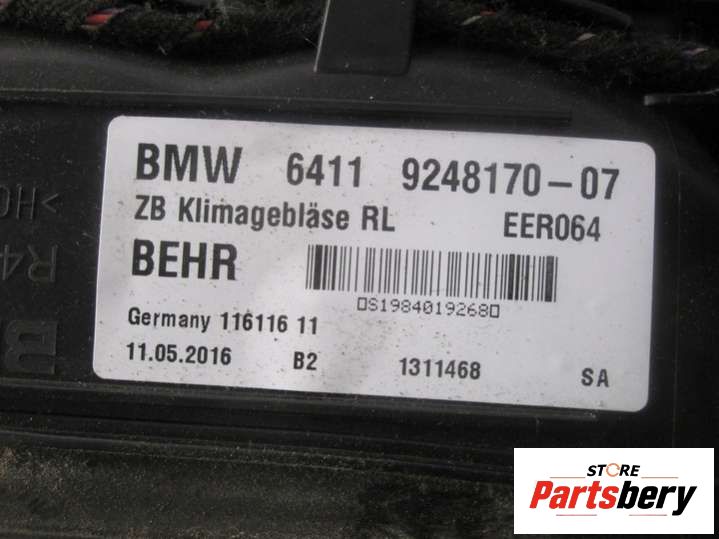 BMW 6411 9248170-07
ZB Klimagebläse RL EER064
BEHR
S1984019268
Germany 116116 11
11.05.2016 B2 1311468 SA
STORE
Partsbery